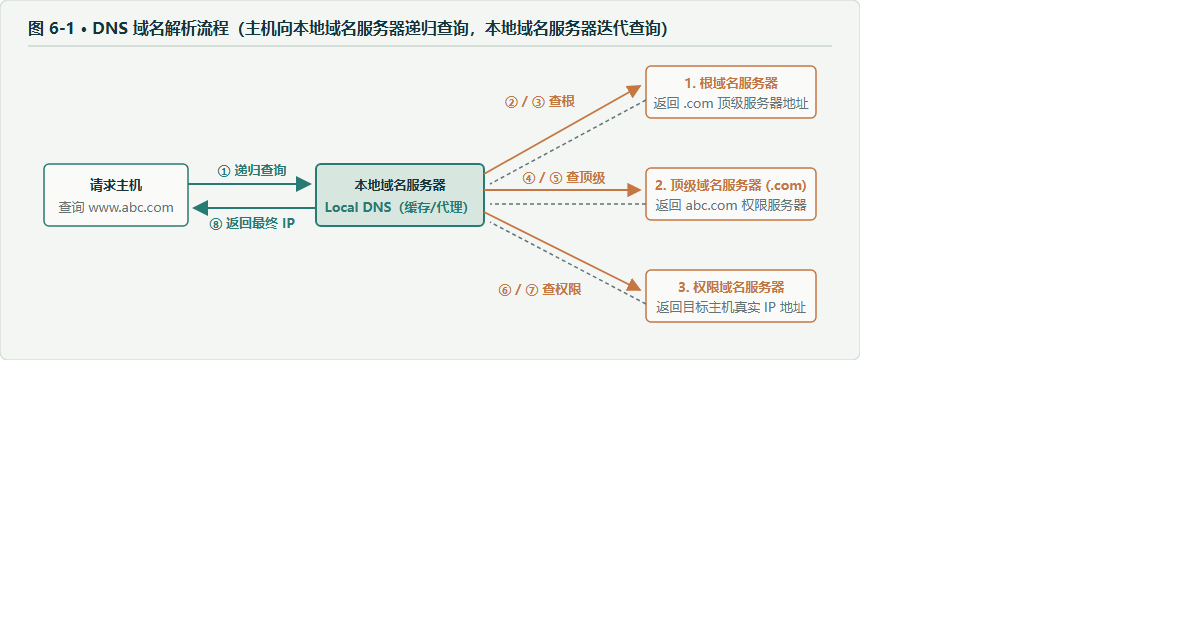 图 6-1 • DNS 域名解析流程（主机向本地域名服务器递归查询，本地域名服务器迭代查询）
② / ③ 查根
1. 根域名服务器
返回 .com 顶级服务器地址
请求主机
查询 www.abc.com
① 递归查询
⑧ 返回最终 IP
本地域名服务器
Local DNS（缓存/代理）
④ / ⑤ 查顶级
2. 顶级域名服务器 (.com)
返回 abc.com 权限服务器
⑥ / ⑦ 查权限
3. 权限域名服务器
返回目标主机真实 IP 地址